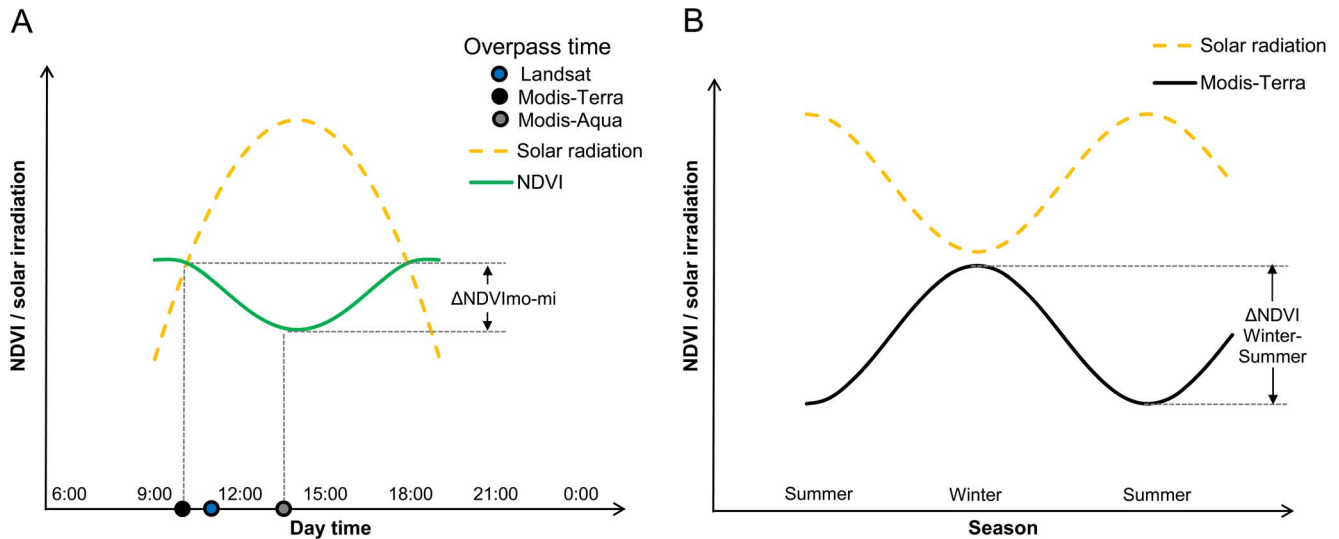 A
Overpass time
Landsat
Modis-Terra
Modis-Aqua
Solar radiation
NDVI
NDVI / solar irradiation
ΔNDVImo-mi
6:00 9:00 12:00 15:00 18:00 21:00 0:00
Day time
B
Solar radiation
Modis-Terra
NDVI / solar irradiation
ΔNDVI
Winter-
Summer
Summer Winter Summer
Season